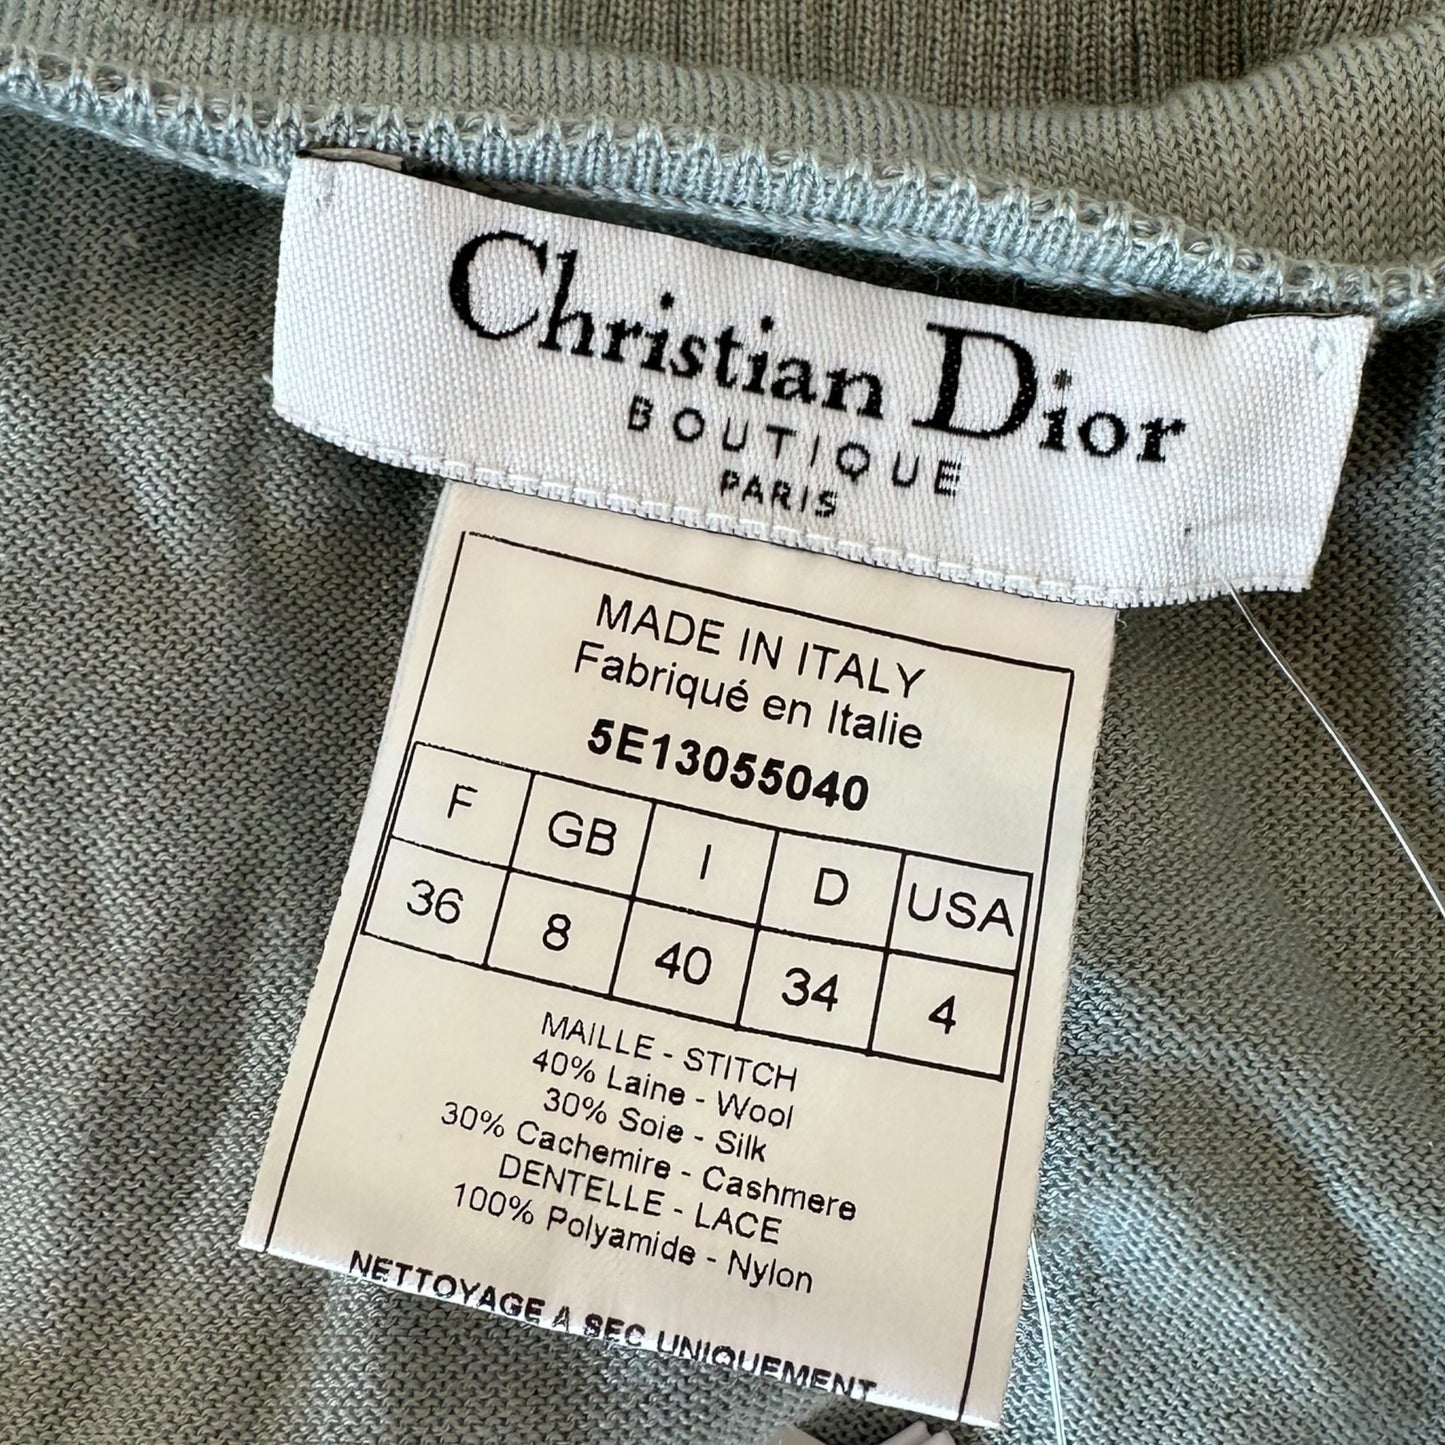 Christian Dior
BOUTIQUE
PARIS
MADE IN ITALY
Fabriqué en Italie
5E13055040
F GB I D USA
36 8 40 34 4
MAILLE - STITCH
40% Laine - Wool
30% Soie - Silk
30% Cachemire - Cashmere
DENTELLE - LACE
100% Polyamide - Nylon
NETTOYAGE A SEC UNIQUEMENT